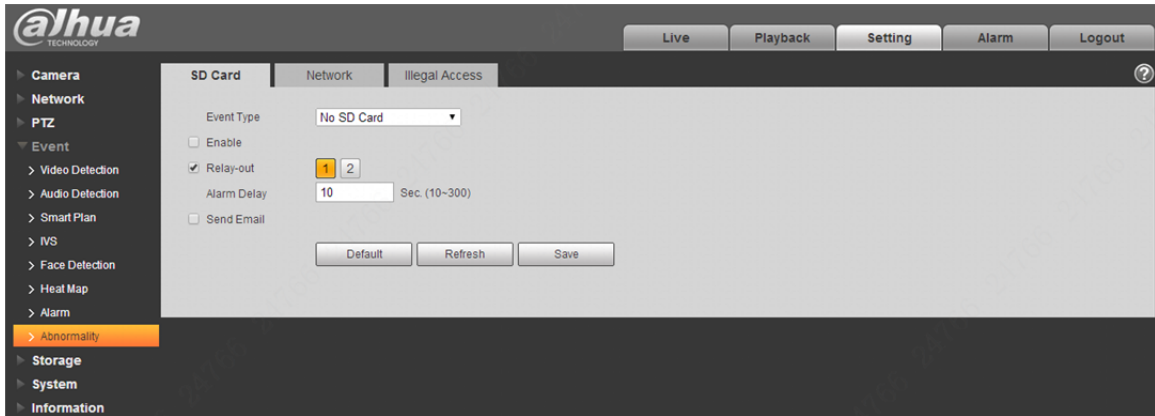 alhua
TECHNOLOGY
Live Playback Setting Alarm Logout
Camera
Network
PTZ
Event
Video Detection
Audio Detection
Smart Plan
IVS
Face Detection
Heat Map
Alarm
Abnormality
Storage
System
Information
SD Card Network Illegal Access
?
Event Type No SD Card
Enable
Relay-out 1 2
Alarm Delay 10 Sec. (10~300)
Send Email
Default Refresh Save